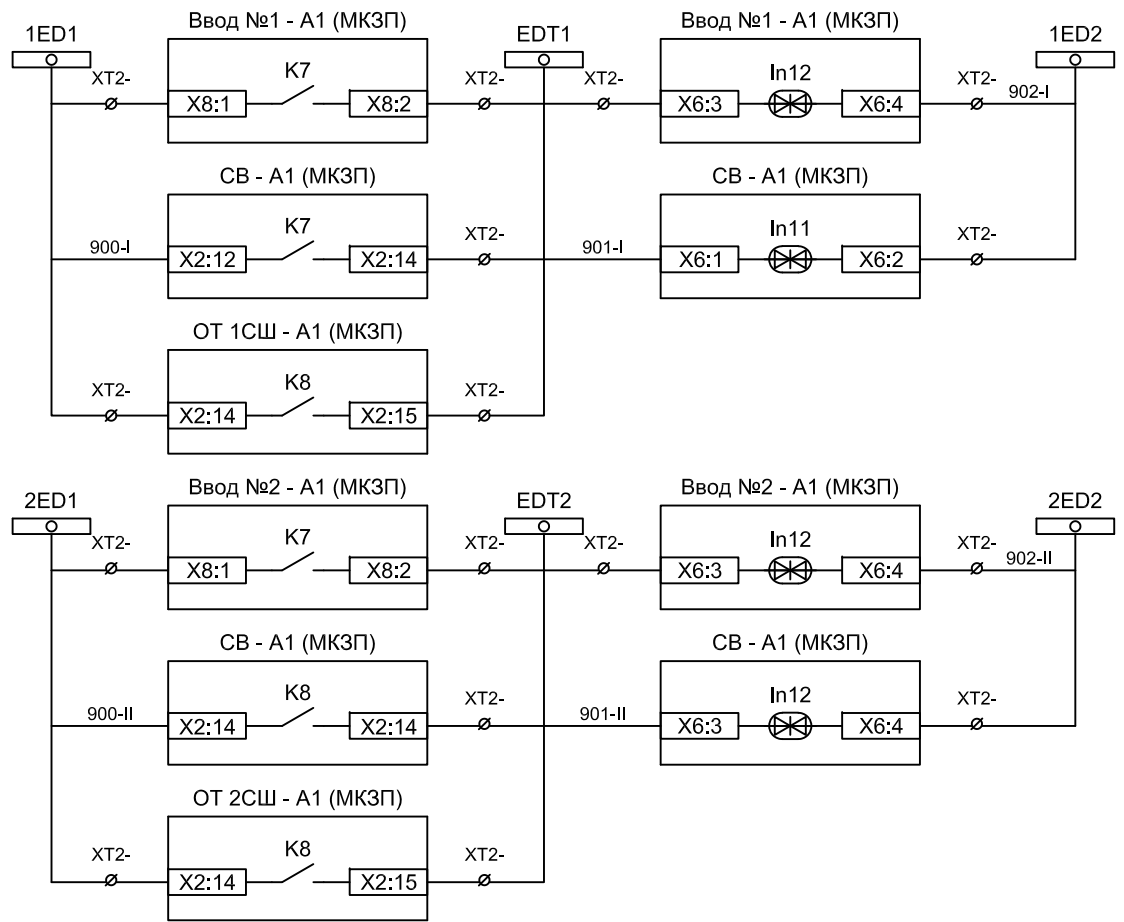 Ввод №1 - А1 (МКЗП)
Ввод №1 - А1 (МКЗП)
1ED1
EDT1
1ED2
K7
In12
XT2-
XT2-
XT2-
XT2-
902-I
X8:1
X8:2
X6:3
X6:4
СВ - А1 (МКЗП)
СВ - А1 (МКЗП)
K7
In11
900-I
XT2-
901-I
XT2-
X2:12
X2:14
X6:1
X6:2
ОТ 1СШ - А1 (МКЗП)
K8
XT2-
XT2-
X2:14
X2:15
Ввод №2 - А1 (МКЗП)
Ввод №2 - А1 (МКЗП)
2ED1
EDT2
2ED2
K7
In12
XT2-
XT2-
XT2-
XT2-
902-II
X8:1
X8:2
X6:3
X6:4
СВ - А1 (МКЗП)
СВ - А1 (МКЗП)
K8
In12
900-II
XT2-
901-II
XT2-
X2:14
X2:14
X6:3
X6:4
ОТ 2СШ - А1 (МКЗП)
K8
XT2-
XT2-
X2:14
X2:15